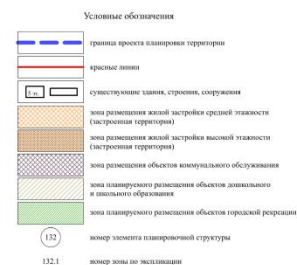 Условные обозначения
граница проекта планировки территории
красные линии
5 эт.
существующие здания, строения, сооружения
зона размещения жилой застройки средней этажности
(застроенная территория)
зона размещения жилой застройки высокой этажности
(застроенная территория)
зона размещения объектов коммунального обслуживания
зона планируемого размещения объектов дошкольного
и школьного образования
зона планируемого размещения объектов городской рекреации
132
номер элемента планировочной структуры
132.1
номер зоны по экспликации